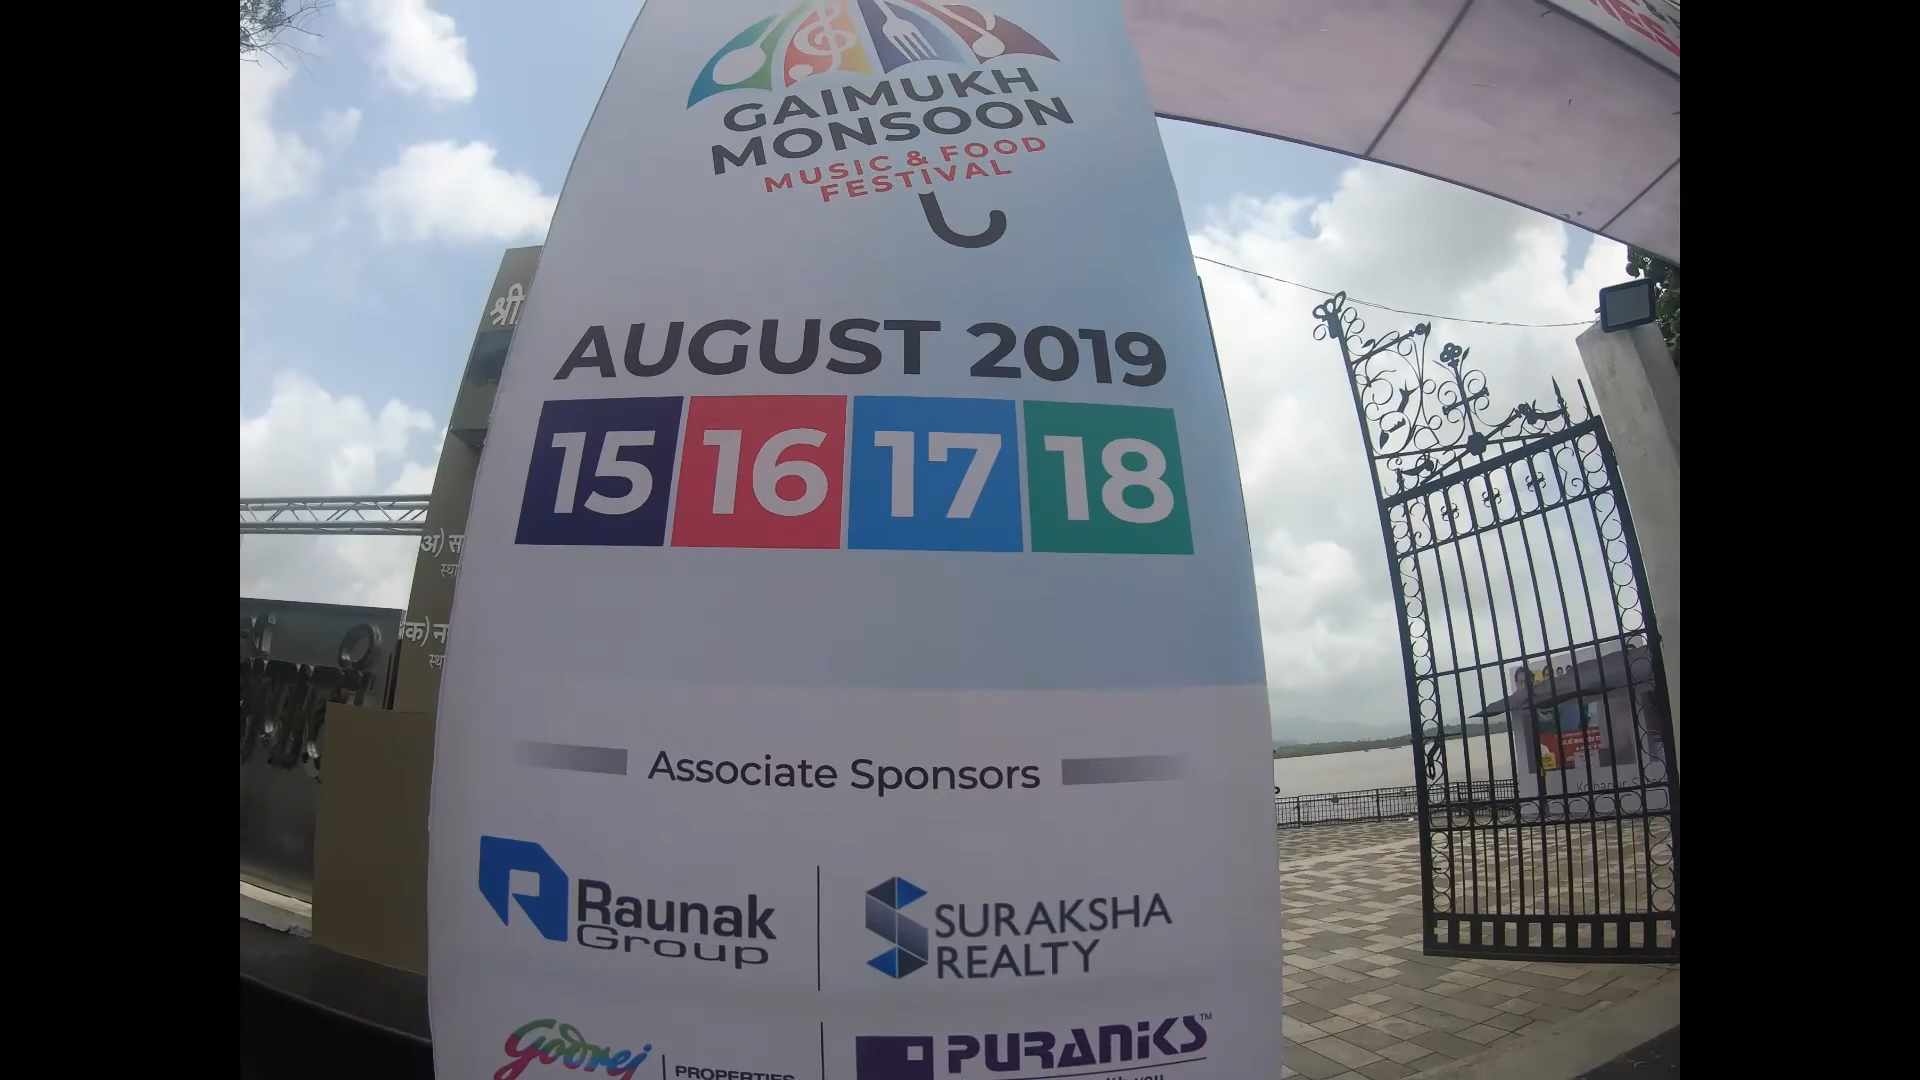 GAIMUKH
MONSOON
MUSIC & FOOD
FESTIVAL
AUGUST 2019
15 16 17 18
Associate Sponsors
Raunak
Group
SURAKSHA
REALTY
Godrej | PROPERTIES
PURANIKS™
श्री
अ) स
स्था
क) न
स्थ